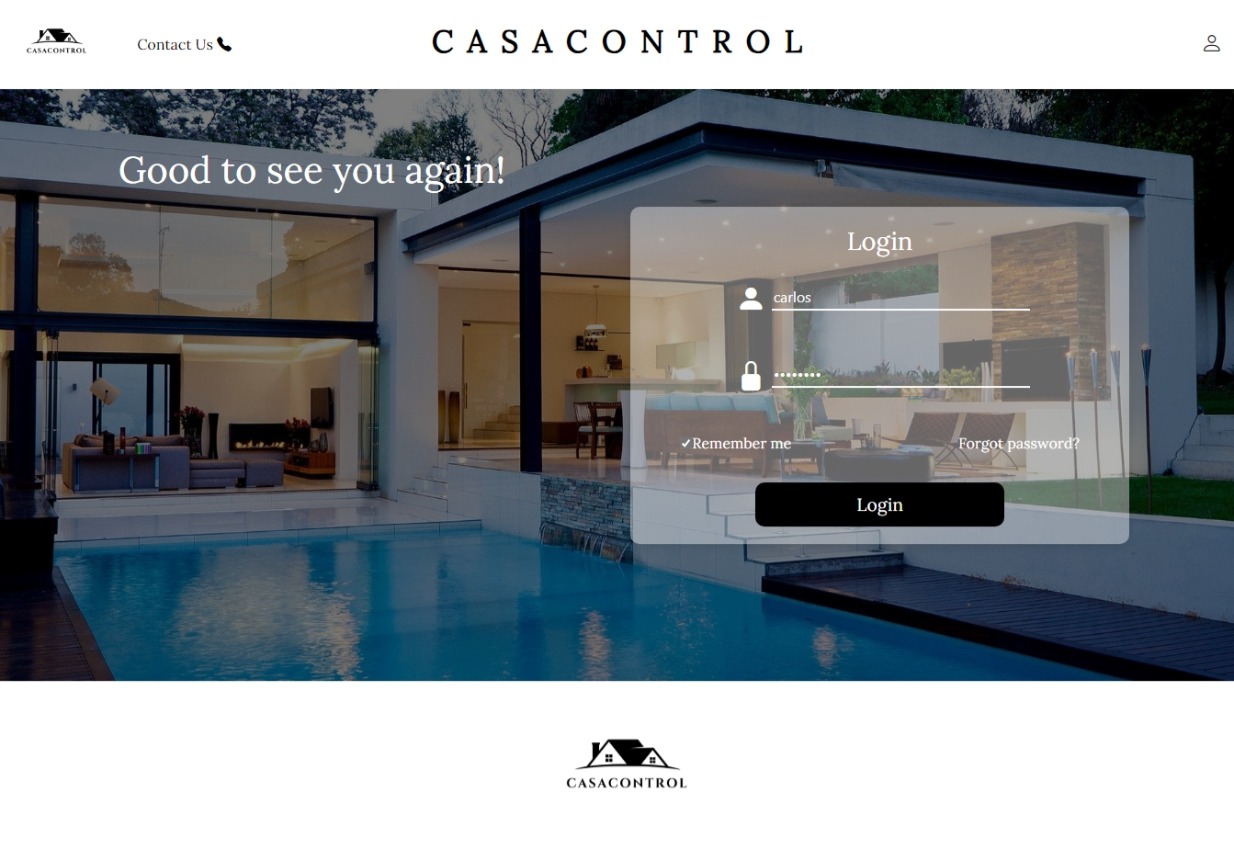 CASACONTROL
Contact Us
CASACONTROL
Good to see you again!
Login
carlos
••••••••
Remember me
Forgot password?
Login
CASACONTROL